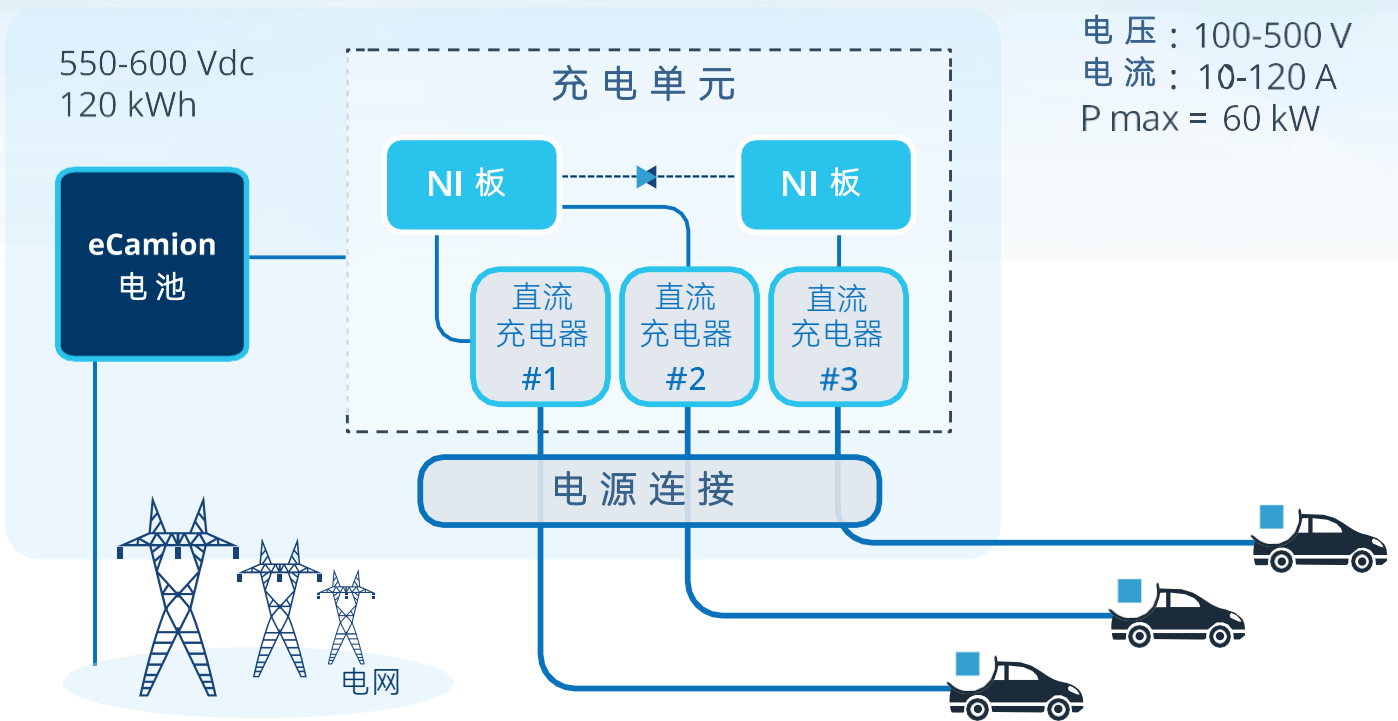 550-600 Vdc
120 kWh
电压: 100-500 V
电流: 10-120 A
P max = 60 kW
充电单元
NI 板
NI 板
eCamion
电池
直流
充电器
#1
直流
充电器
#2
直流
充电器
#3
电源连接
电网